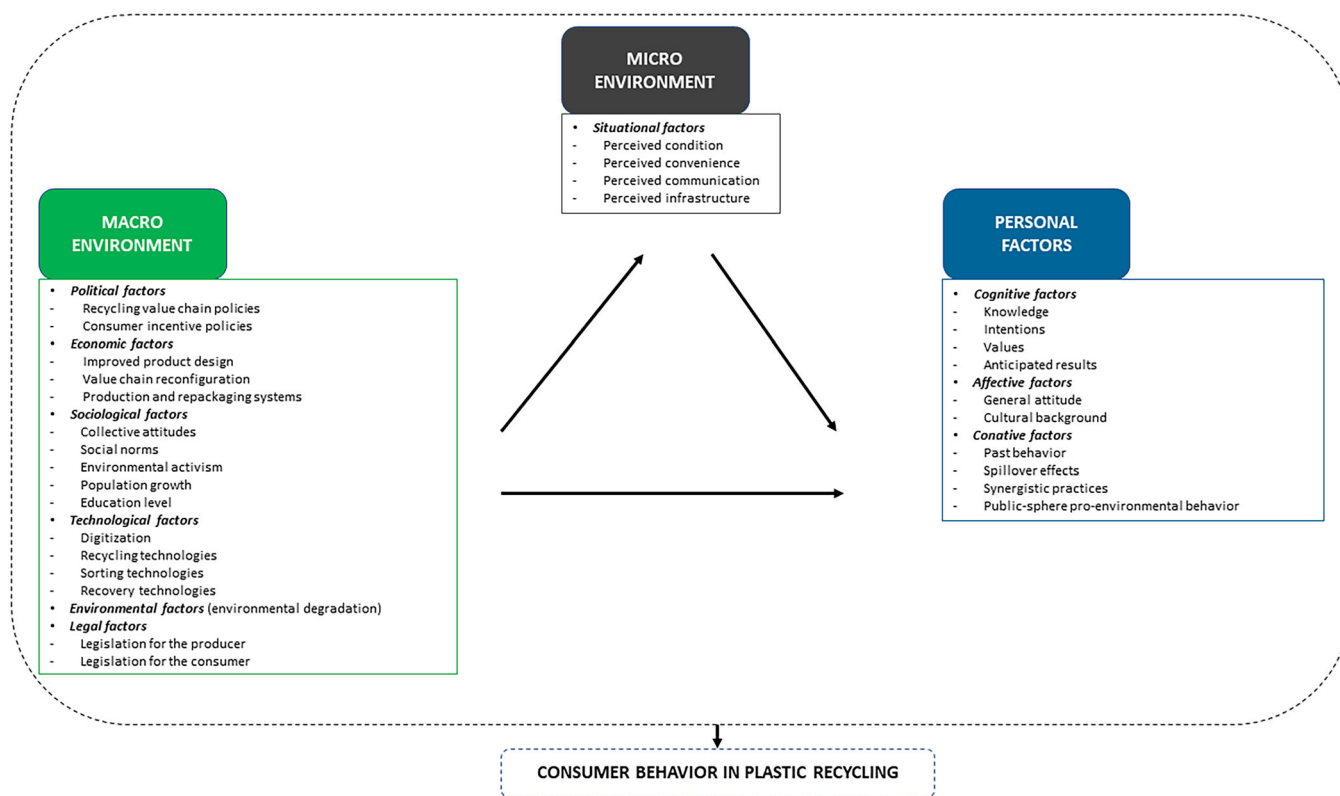 MICRO
ENVIRONMENT
• Situational factors
- Perceived condition
- Perceived convenience
- Perceived communication
- Perceived infrastructure
MACRO
ENVIRONMENT
• Political factors
- Recycling value chain policies
- Consumer incentive policies
• Economic factors
- Improved product design
- Value chain reconfiguration
- Production and repackaging systems
• Sociological factors
- Collective attitudes
- Social norms
- Environmental activism
- Population growth
- Education level
• Technological factors
- Digitization
- Recycling technologies
- Sorting technologies
- Recovery technologies
• Environmental factors (environmental degradation)
• Legal factors
- Legislation for the producer
- Legislation for the consumer
PERSONAL
FACTORS
• Cognitive factors
- Knowledge
- Intentions
- Values
- Anticipated results
• Affective factors
- General attitude
- Cultural background
• Conative factors
- Past behavior
- Spillover effects
- Synergistic practices
- Public-sphere pro-environmental behavior
CONSUMER BEHAVIOR IN PLASTIC RECYCLING